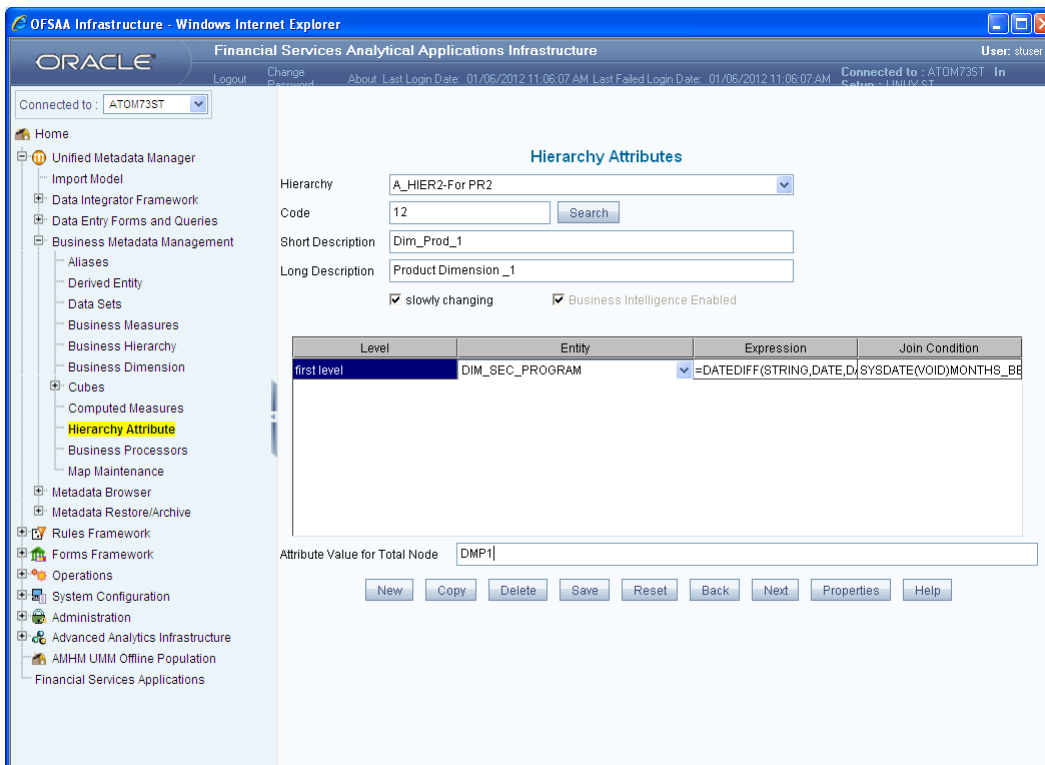 OFSAA Infrastructure - Windows Internet Explorer
ORACLE
Financial Services Analytical Applications Infrastructure
User: stuser
Logout Change Password About Last Login Date: 01/06/2012 11:06:07 AM Last Failed Login Date: 01/06/2012 11:06:07:AM Connected to : ATOM73ST In Setup : LINUX ST
Connected to : ATOM73ST
Home
Unified Metadata Manager
Import Model
Data Integrator Framework
Data Entry Forms and Queries
Business Metadata Management
Aliases
Derived Entity
Data Sets
Business Measures
Business Hierarchy
Business Dimension
Cubes
Computed Measures
Hierarchy Attribute
Business Processors
Map Maintenance
Metadata Browser
Metadata Restore/Archive
Rules Framework
Forms Framework
Operations
System Configuration
Administration
Advanced Analytics Infrastructure
AMHM UMM Offline Population
Financial Services Applications
Hierarchy Attributes
Hierarchy A_HIER2-For PR2
Code 12 Search
Short Description Dim_Prod_1
Long Description Product Dimension _1
slowly changing Business Intelligence Enabled
Level Entity Expression Join Condition
first level DIM_SEC_PROGRAM =DATEDIFF(STRING,DATE,DA SYSDATE(VOID)MONTHS_BE
Attribute Value for Total Node DMP1
New Copy Delete Save Reset Back Next Properties Help